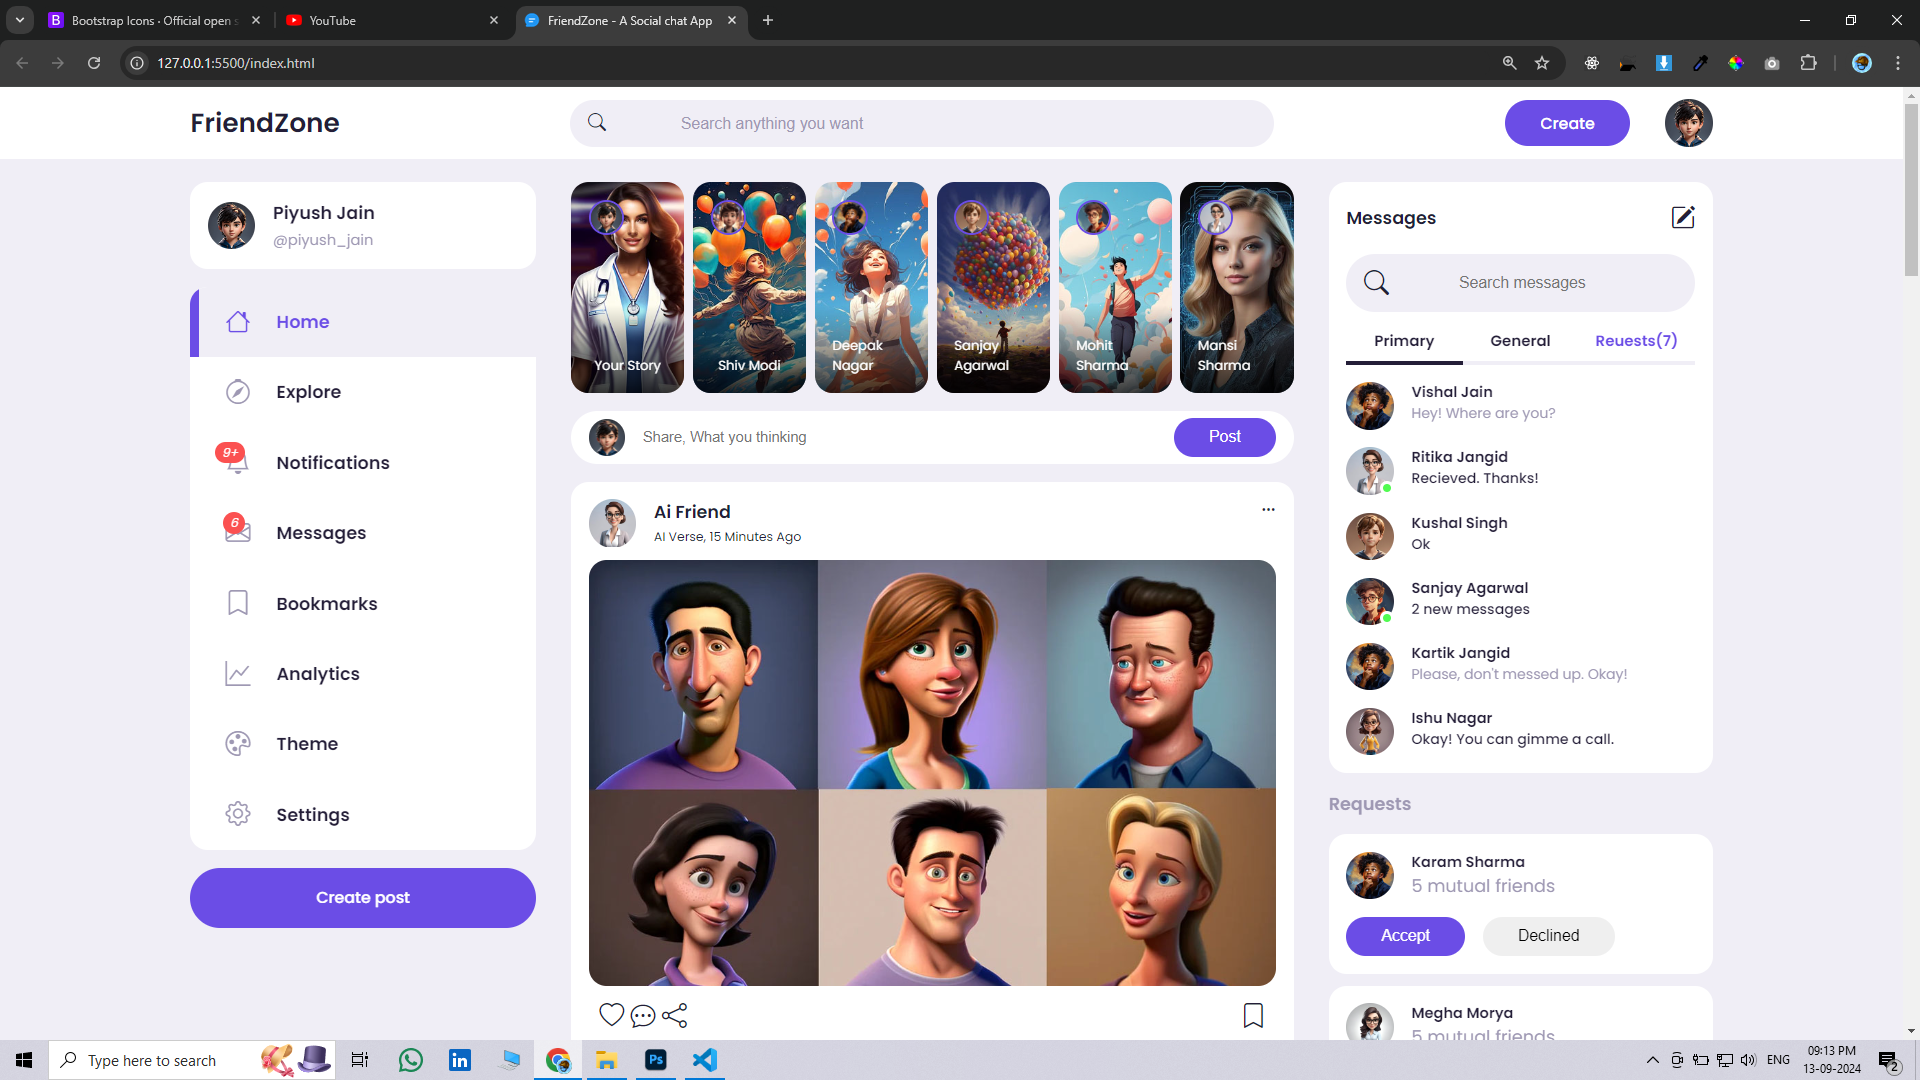 Bootstrap Icons · Official open s
YouTube
FriendZone - A Social chat App
127.0.0.1:5500/index.html
FriendZone
Search anything you want
Create
Piyush Jain
@piyush_jain
Home
Explore
9+
Notifications
6
Messages
Bookmarks
Analytics
Theme
Settings
Create post
Your Story
Shiv Modi
Deepak
Nagar
Sanjay
Agarwal
Mohit
Sharma
Mansi
Sharma
Share, What you thinking
Post
Ai Friend
AI Verse, 15 Minutes Ago
Messages
Search messages
Primary
General
Reuests(7)
Vishal Jain
Hey! Where are you?
Ritika Jangid
Recieved. Thanks!
Kushal Singh
Ok
Sanjay Agarwal
2 new messages
Kartik Jangid
Please, don't messed up. Okay!
Ishu Nagar
Okay! You can gimme a call.
Requests
Karam Sharma
5 mutual friends
Accept
Declined
Megha Morya
5 mutual friends
Type here to search
in
Ps
ENG
09:13 PM
13-09-2024
2